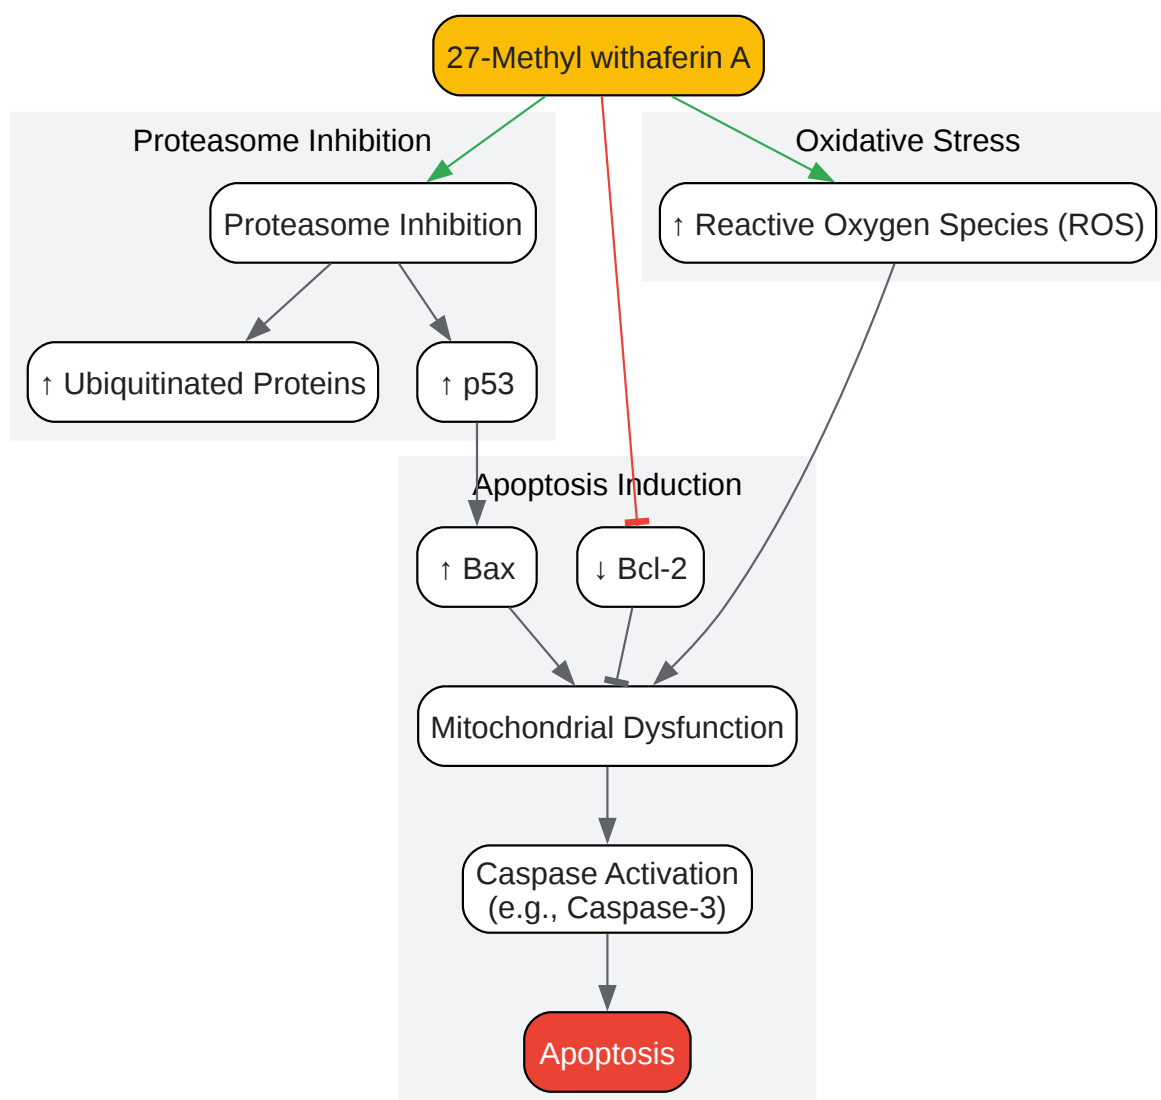 27-Methyl withaferin A
Proteasome Inhibition
Oxidative Stress
Proteasome Inhibition
↑ Reactive Oxygen Species (ROS)
↑ Ubiquitinated Proteins
↑ p53
Apoptosis Induction
↑ Bax
↓ Bcl-2
Mitochondrial Dysfunction
Caspase Activation
(e.g., Caspase-3)
Apoptosis